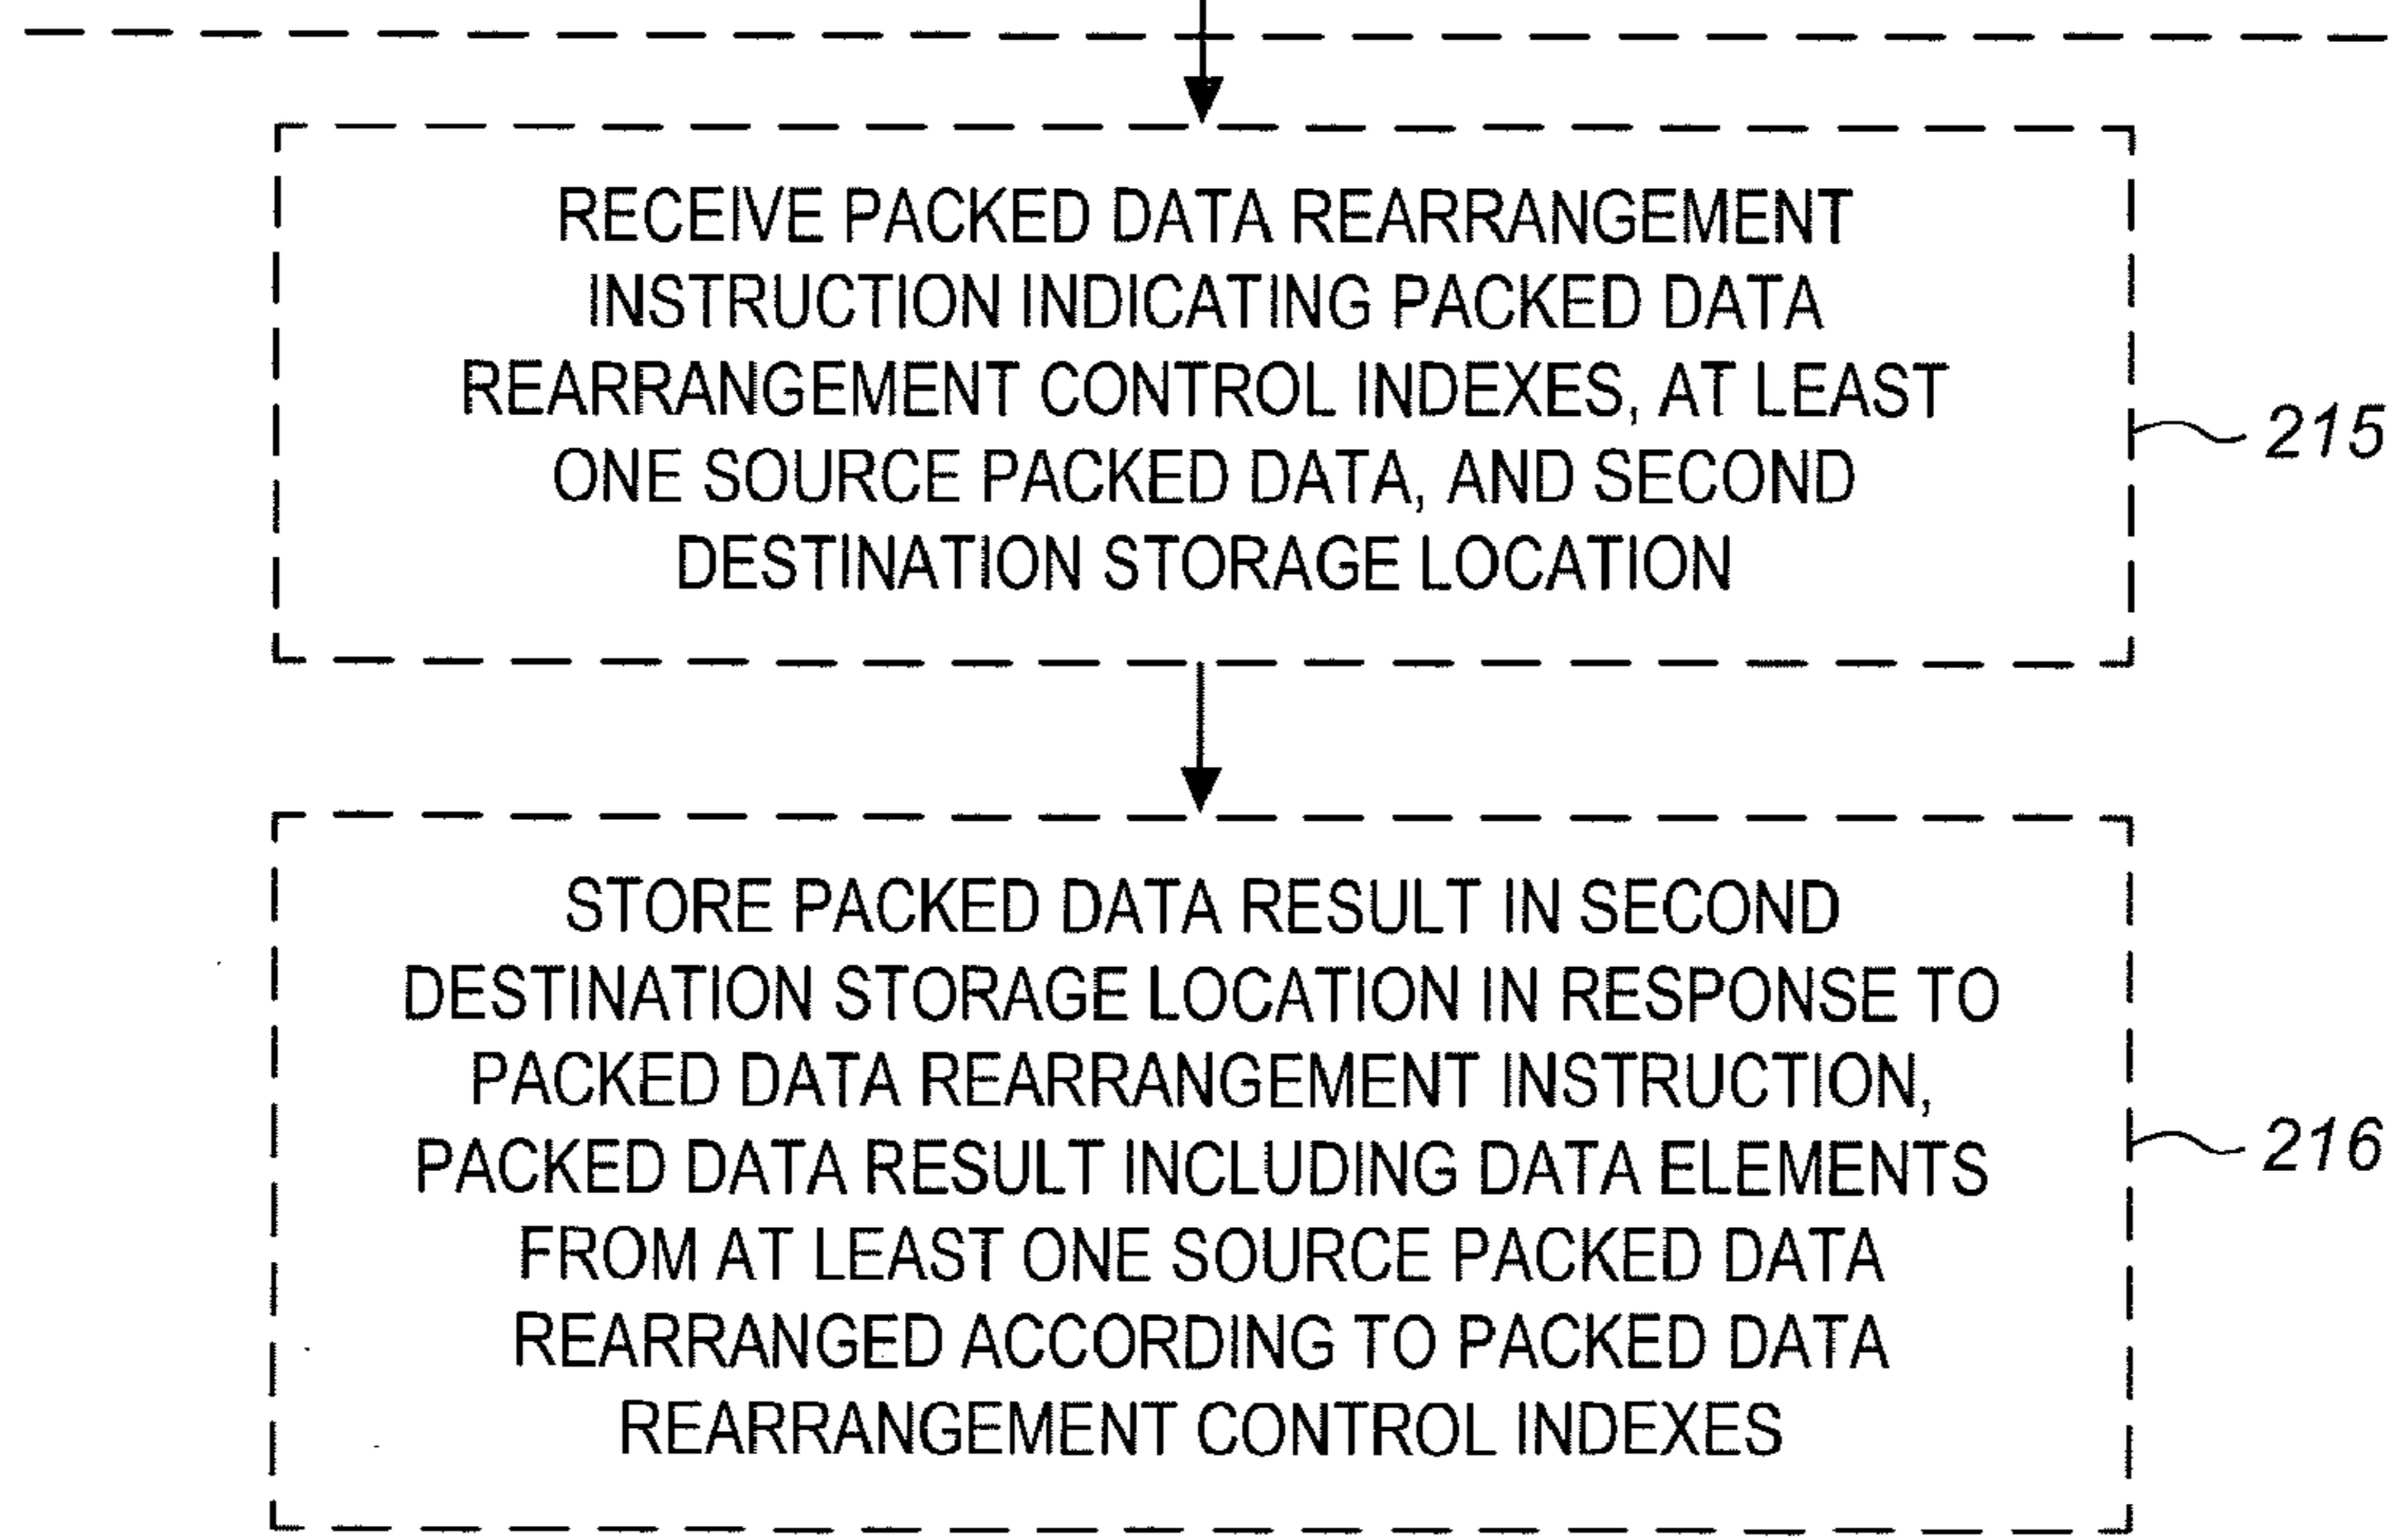 RECEIVE PACKED DATA REARRANGEMENT
INSTRUCTION INDICATING PACKED DATA
REARRANGEMENT CONTROL INDEXES, AT LEAST
ONE SOURCE PACKED DATA, AND SECOND
DESTINATION STORAGE LOCATION
215
STORE PACKED DATA RESULT IN SECOND
DESTINATION STORAGE LOCATION IN RESPONSE TO
PACKED DATA REARRANGEMENT INSTRUCTION,
PACKED DATA RESULT INCLUDING DATA ELEMENTS
FROM AT LEAST ONE SOURCE PACKED DATA
REARRANGED ACCORDING TO PACKED DATA
REARRANGEMENT CONTROL INDEXES
216